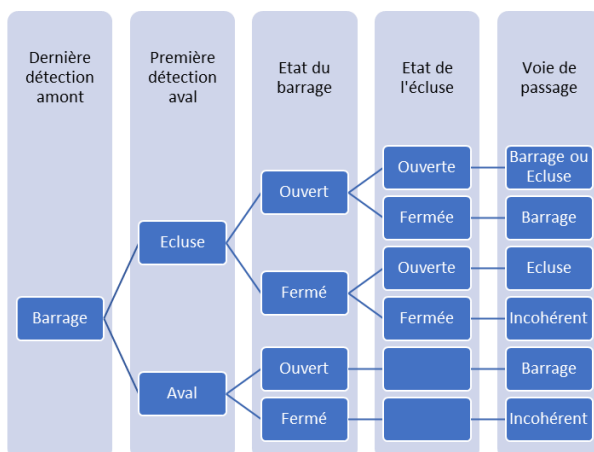 Dernière
détection
amont
Première
détection
aval
Etat du
barrage
Etat de
l'écluse
Voie de
passage
Barrage
Ecluse
Aval
Ouvert
Fermé
Ouvert
Fermé
Ouverte
Fermée
Ouverte
Fermée
Barrage ou
Ecluse
Barrage
Ecluse
Incohérent
Barrage
Incohérent